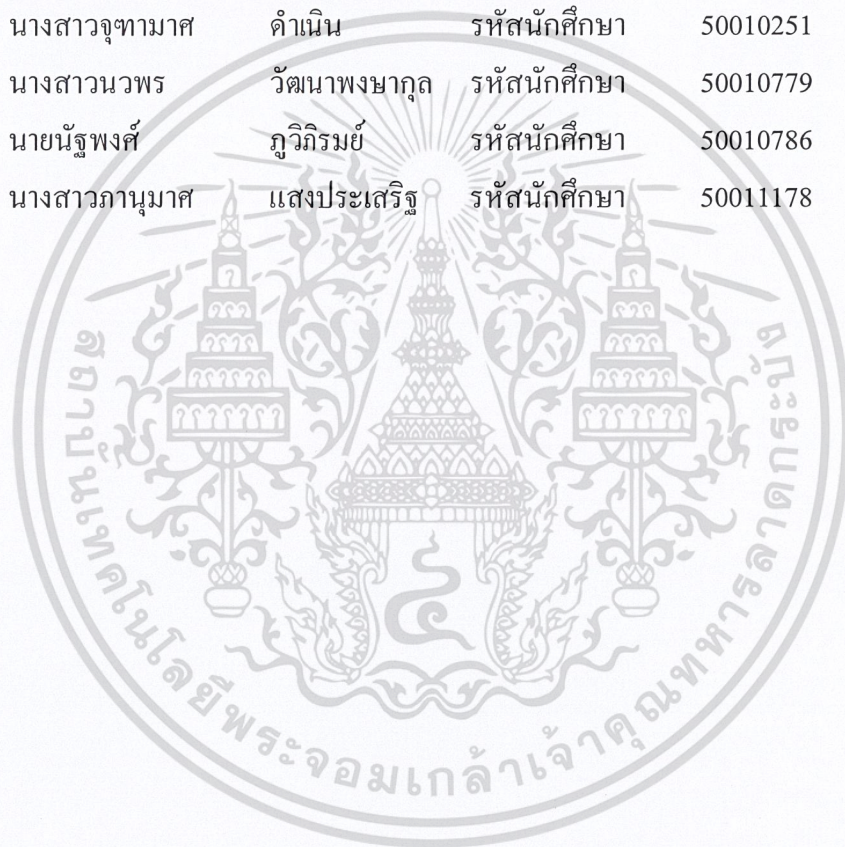 นางสาวจุฑามาศ ดำเนิน รหัสนักศึกษา 50010251
นางสาวนวพร วัฒนาพงษากุล รหัสนักศึกษา 50010779
นายนัฐพงศ์ ภูวิภิรมย์ รหัสนักศึกษา 50010786
นางสาวภานุมาศ แสงประเสริฐ รหัสนักศึกษา 50011178
สถาบันเทคโนโลยีพระจอมเกล้าเจ้าคุณทหารลาดกระบัง
๔